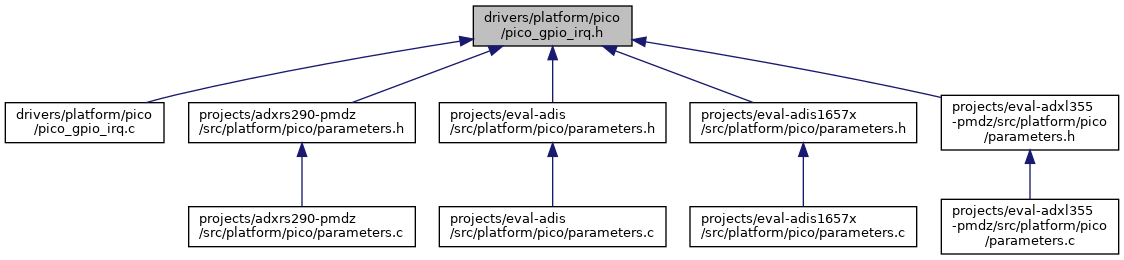 drivers/platform/pico
/pico_gpio_irq.h
drivers/platform/pico
/pico_gpio_irq.c
projects/adxrs290-pmdz
/src/platform/pico/parameters.h
projects/eval-adis
/src/platform/pico/parameters.h
projects/eval-adis1657x
/src/platform/pico/parameters.h
projects/eval-adxl355
-pmdz/src/platform/pico
/parameters.h
projects/adxrs290-pmdz
/src/platform/pico/parameters.c
projects/eval-adis
/src/platform/pico/parameters.c
projects/eval-adis1657x
/src/platform/pico/parameters.c
projects/eval-adxl355
-pmdz/src/platform/pico
/parameters.c